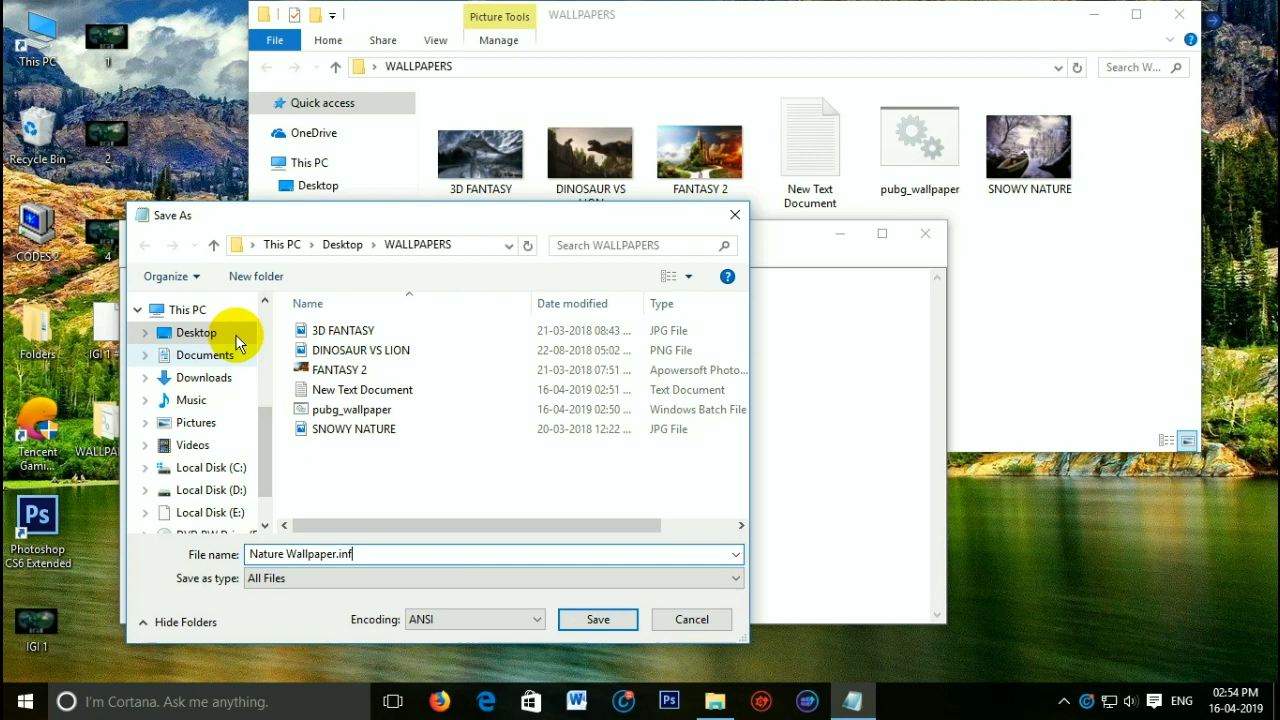 This PC
1
Recycle Bin
2
CODES 2
4
Folders
IGI 1
Tencent
Gami...
WALLPAP
Ps
Photoshop
CS6 Extended
IGI 1
Picture Tools
WALLPAPERS
File
Home
Share
View
Manage
WALLPAPERS
Search W...
Quick access
OneDrive
This PC
Desktop
3D FANTASY
DINOSAUR VS
LION
FANTASY 2
New Text
Document
pubg_wallpaper
SNOWY NATURE
Save As
This PC
Desktop
WALLPAPERS
Search WALLPAPERS
Organize
New folder
This PC
Desktop
Documents
Downloads
Music
Pictures
Videos
Local Disk (C:)
Local Disk (D:)
Local Disk (E:)
Name
Date modified
Type
3D FANTASY
21-03-2018 08:43 ...
JPG File
DINOSAUR VS LION
22-08-2018 05:02 ...
PNG File
FANTASY 2
21-03-2018 07:51 ...
Apowersoft Photo...
New Text Document
16-04-2019 02:51 ...
Text Document
pubg_wallpaper
16-04-2019 02:50 ...
Windows Batch File
SNOWY NATURE
20-03-2018 12:22 ...
JPG File
File name:
Nature Wallpaper.inf
Save as type:
All Files
Hide Folders
Encoding:
ANSI
Save
Cancel
I'm Cortana. Ask me anything.
Ps
ENG
02:54 PM
16-04-2019